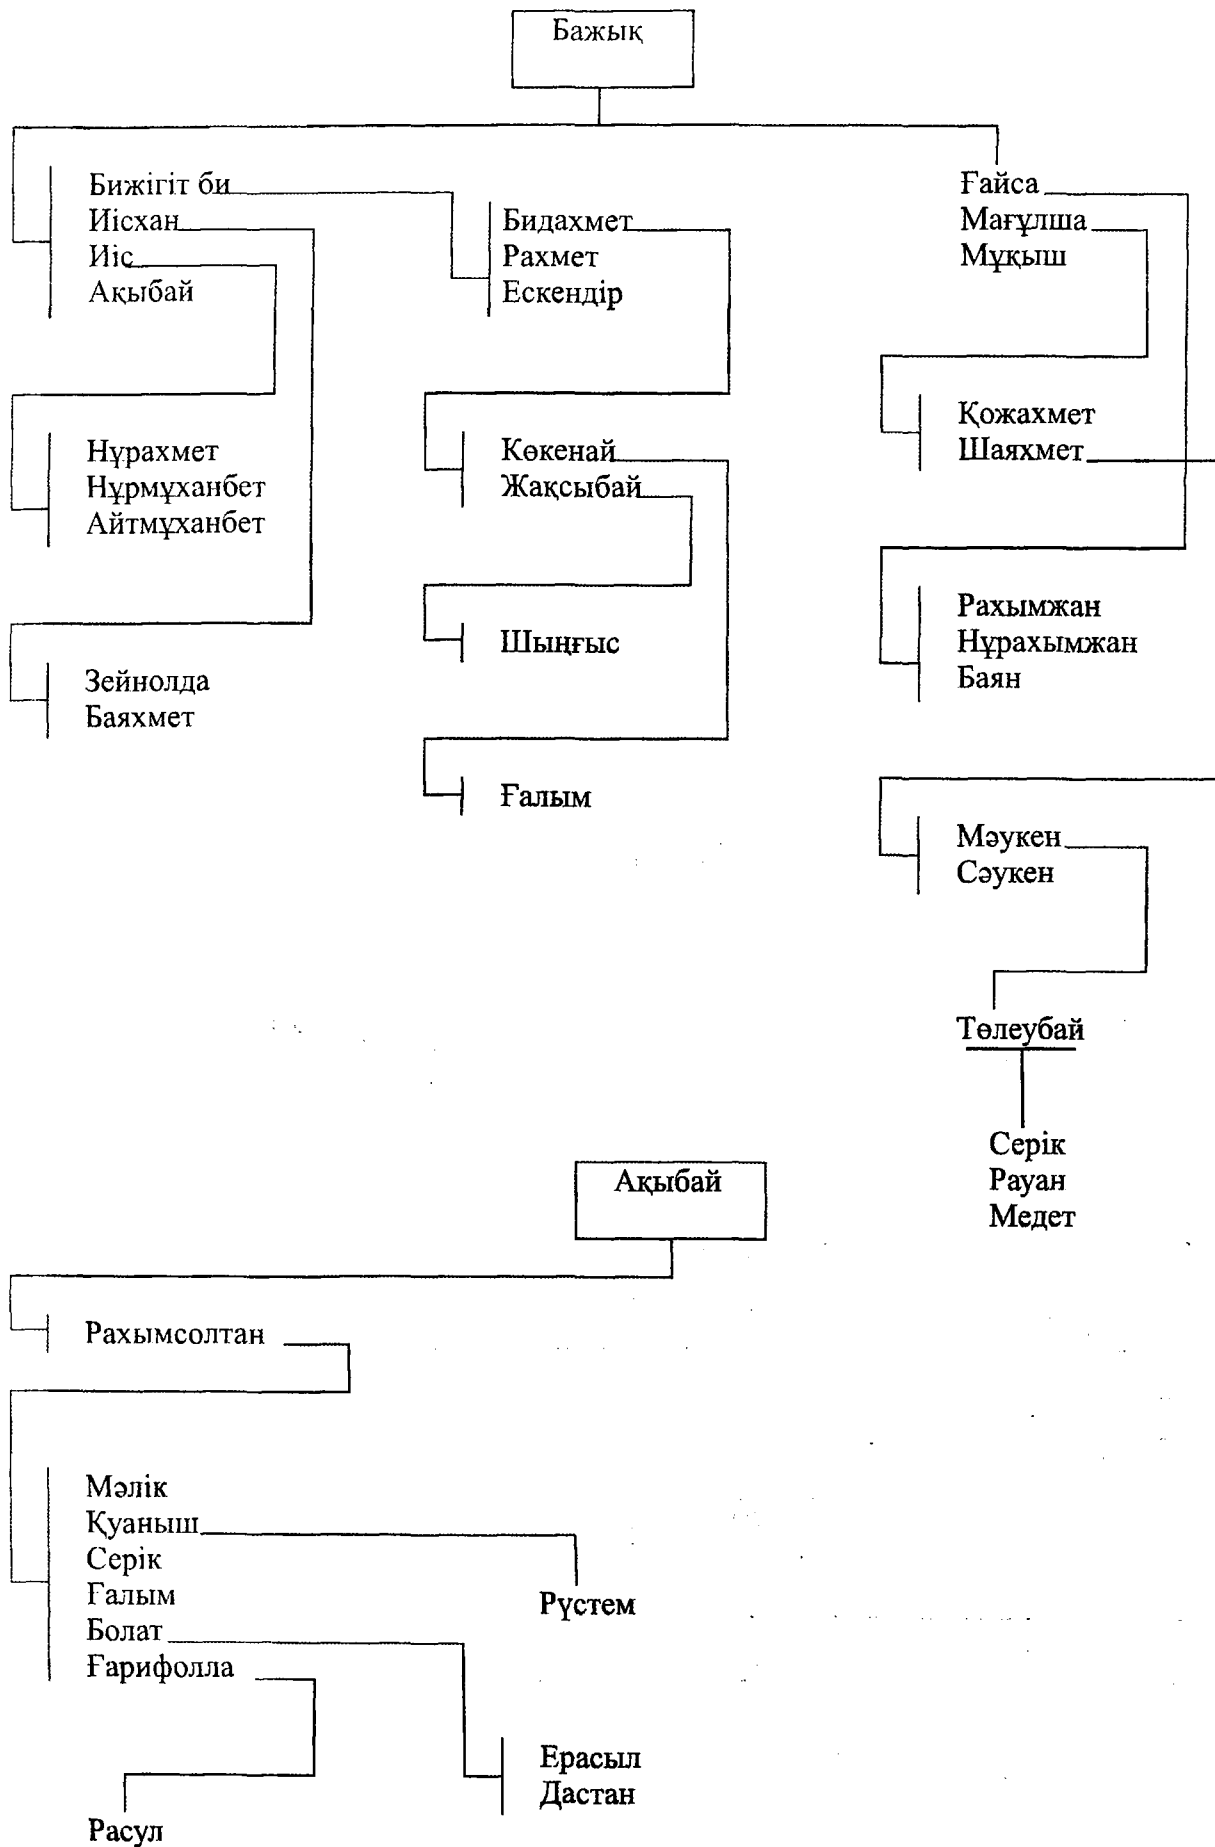 Бажық
Бижігіт би
Иісхан
Иіс
Ақыбай
Бидахмет
Рахмет
Ескендір
Ғайса
Мағұлша
Мұқыш
Нұрахмет
Нұрмұханбет
Айтмұханбет
Көкенай
Жақсыбай
Қожахмет
Шаяхмет
Зейнолда
Баяхмет
Шыңғыс
Рахымжан
Нұрахымжан
Баян
Ғалым
Мәукен
Сәукен
Төлеубай
Серік
Рауан
Медет
Ақыбай
Рахымсолтан
Мәлік
Қуаныш
Серік
Ғалым
Болат
Ғарифолла
Рүстем
Ерасыл
Дастан
Расул